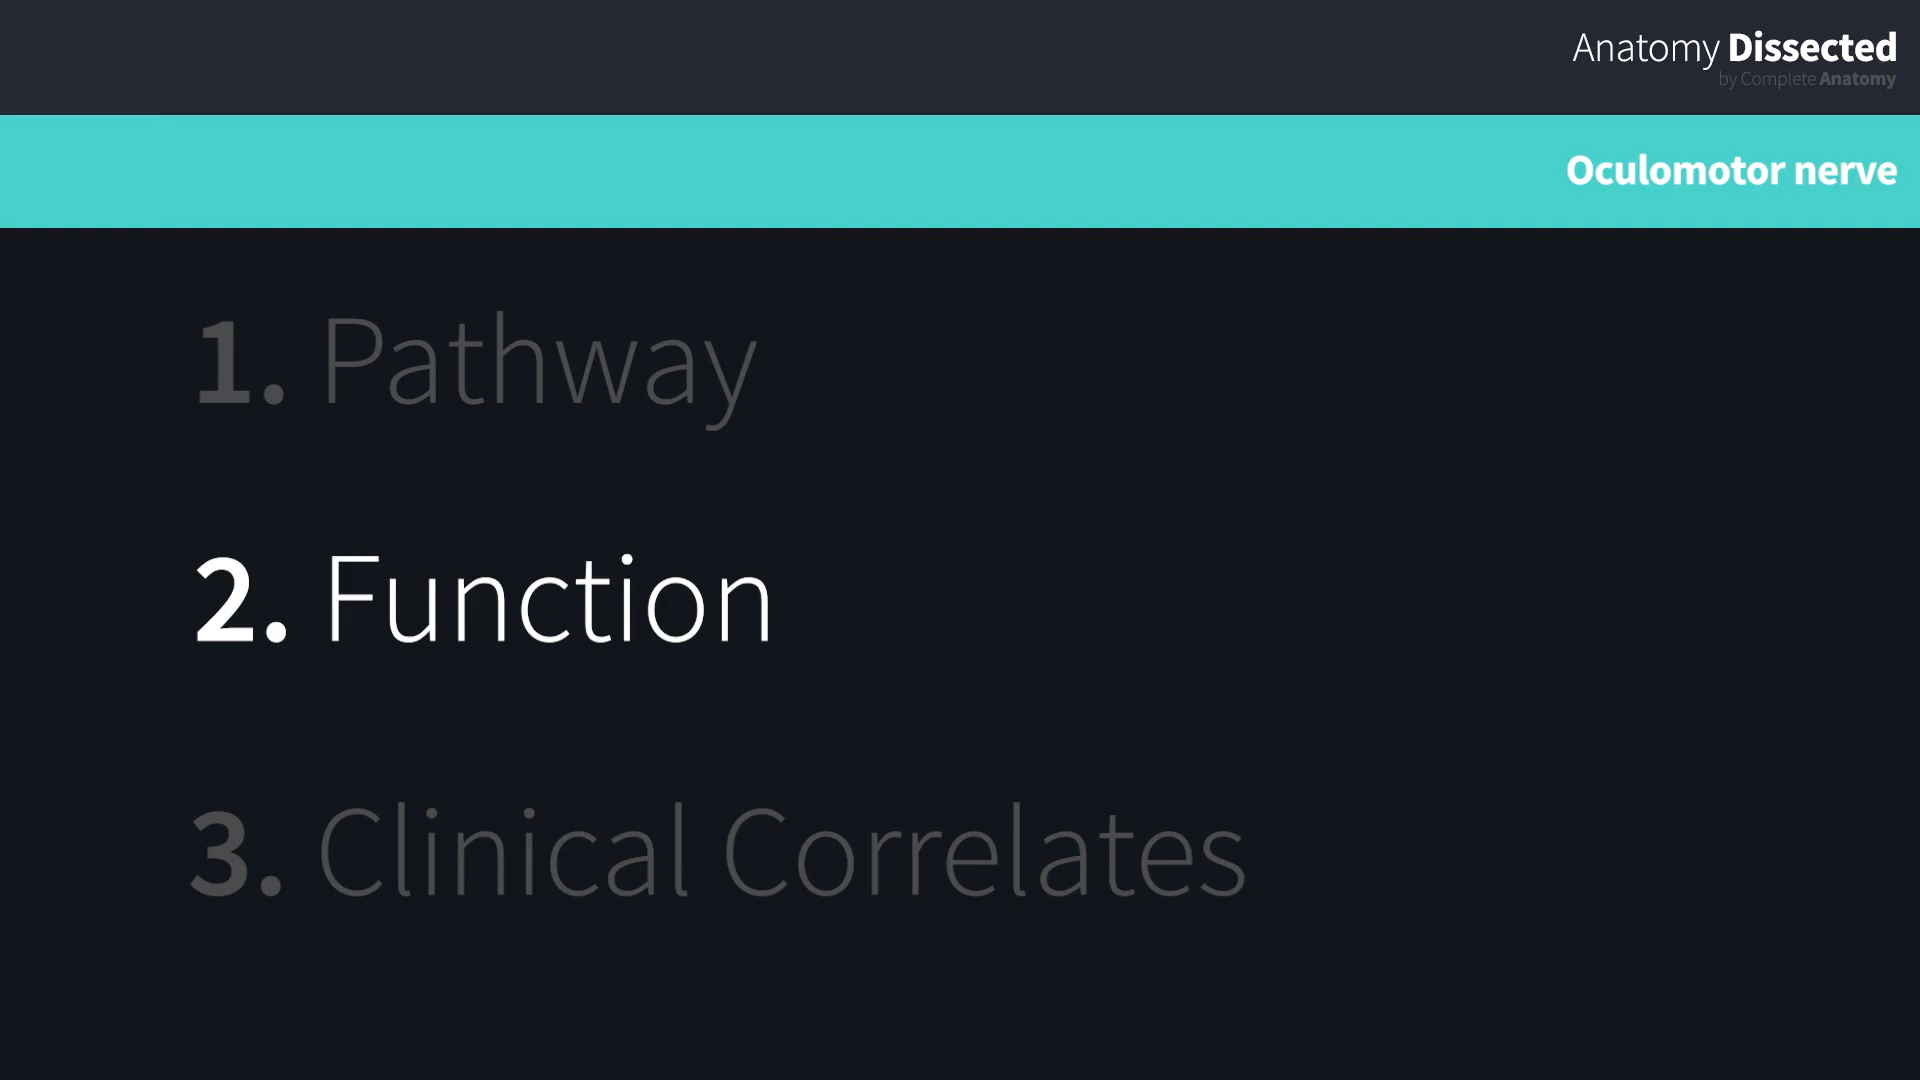 Anatomy Dissected
by Complete Anatomy
Oculomotor nerve
1. Pathway
2. Function
3. Clinical Correlates